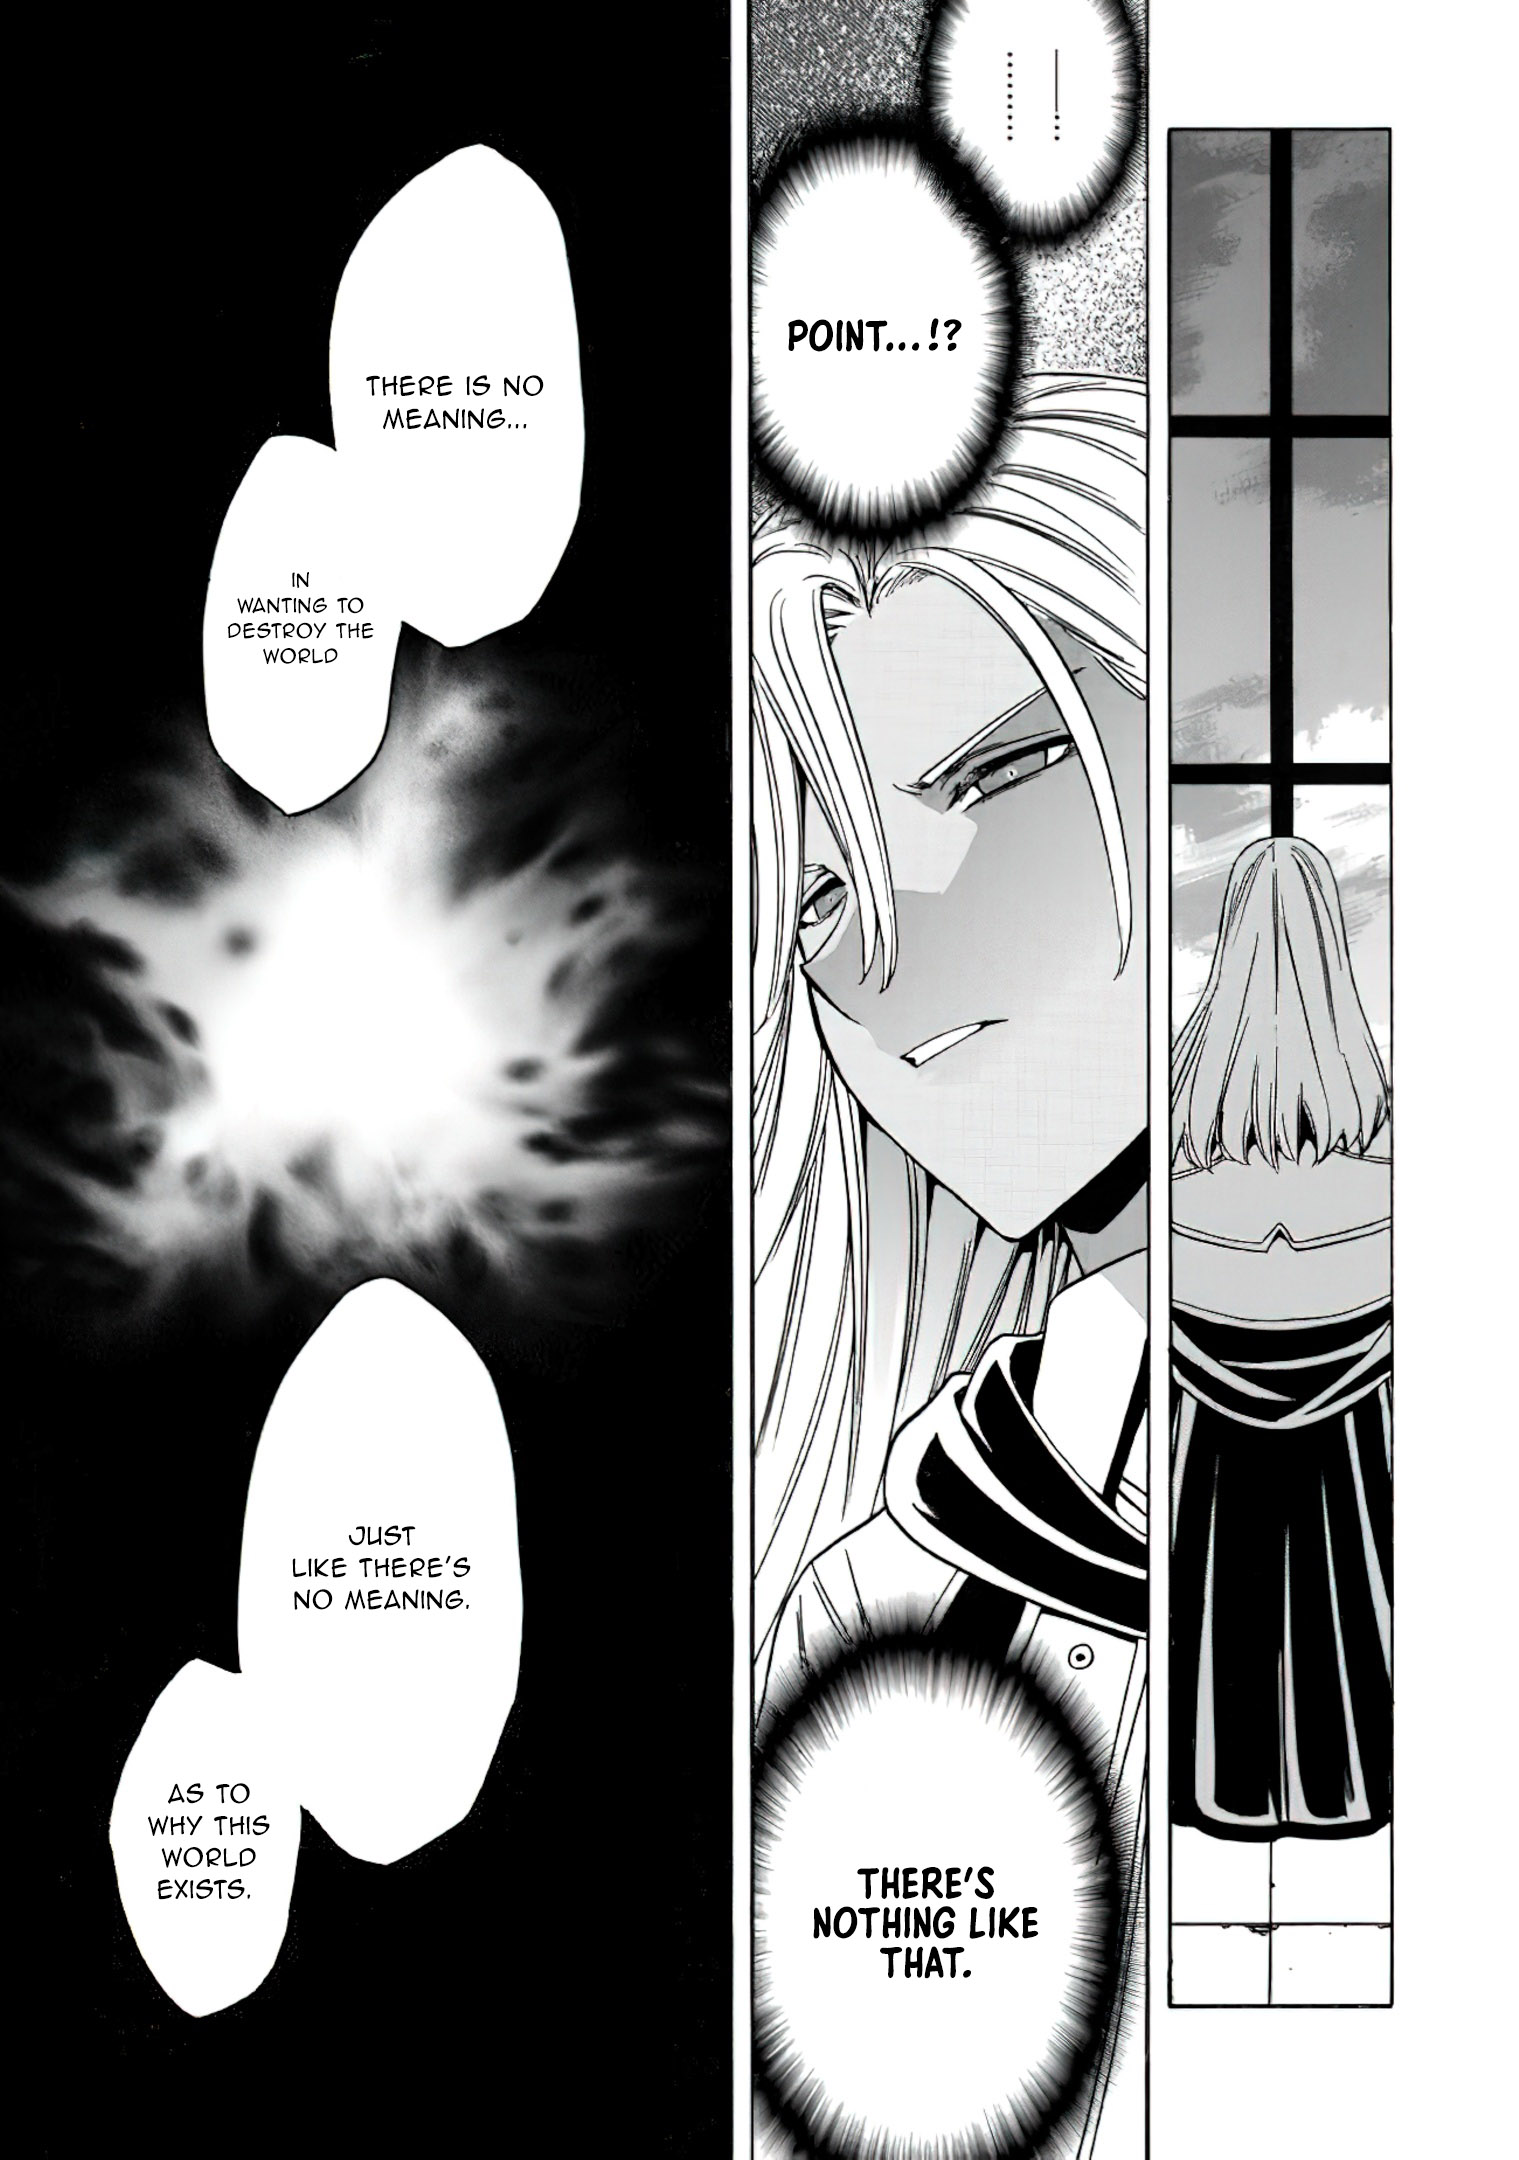 POINT...!?
THERE'S
NOTHING LIKE
THAT.
THERE IS NO
MEANING...
IN
WANTING TO
DESTROY THE
WORLD
JUST
LIKE THERE'S
NO MEANING.
AS TO
WHY THIS
WORLD
EXISTS.